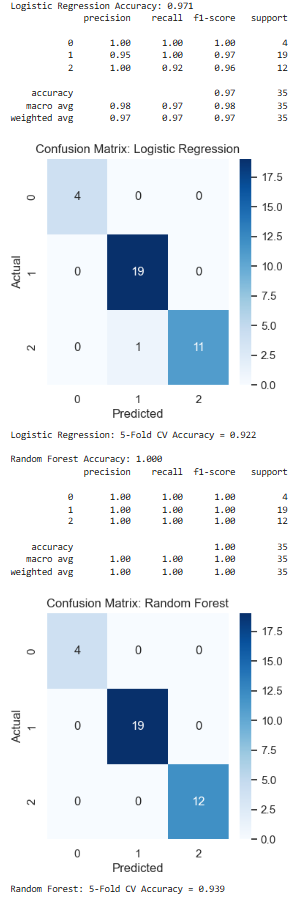 Logistic Regression Accuracy: 0.971
precision recall f1-score support
0 1.00 1.00 1.00 4
1 0.95 1.00 0.97 19
2 1.00 0.92 0.96 12
accuracy 0.97 35
macro avg 0.98 0.97 0.98 35
weighted avg 0.97 0.97 0.97 35
Confusion Matrix: Logistic Regression
17.5
0 4 0 0
15.0
12.5
Actual
1 0 19 0
10.0
7.5
5.0
2 0 1 11
2.5
0.0
0 1 2
Predicted
Logistic Regression: 5-Fold CV Accuracy = 0.922
Random Forest Accuracy: 1.000
precision recall f1-score support
0 1.00 1.00 1.00 4
1 1.00 1.00 1.00 19
2 1.00 1.00 1.00 12
accuracy 1.00 35
macro avg 1.00 1.00 1.00 35
weighted avg 1.00 1.00 1.00 35
Confusion Matrix: Random Forest
17.5
0 4 0 0
15.0
12.5
Actual
1 0 19 0
10.0
7.5
5.0
2 0 0 12
2.5
0.0
0 1 2
Predicted
Random Forest: 5-Fold CV Accuracy = 0.939